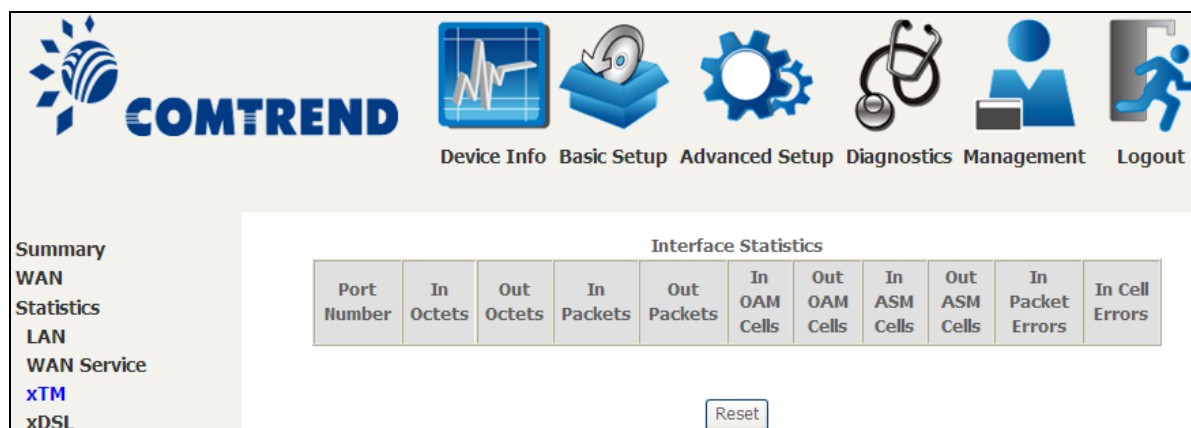 COMTREND
Device Info Basic Setup Advanced Setup Diagnostics Management Logout
Summary
WAN
Statistics
LAN
WAN Service
xTM
xDSL
Interface Statistics
Port Number In Octets Out Octets In Packets Out Packets In OAM Cells Out OAM Cells In ASM Cells Out ASM Cells In Packet Errors In Cell Errors
Reset